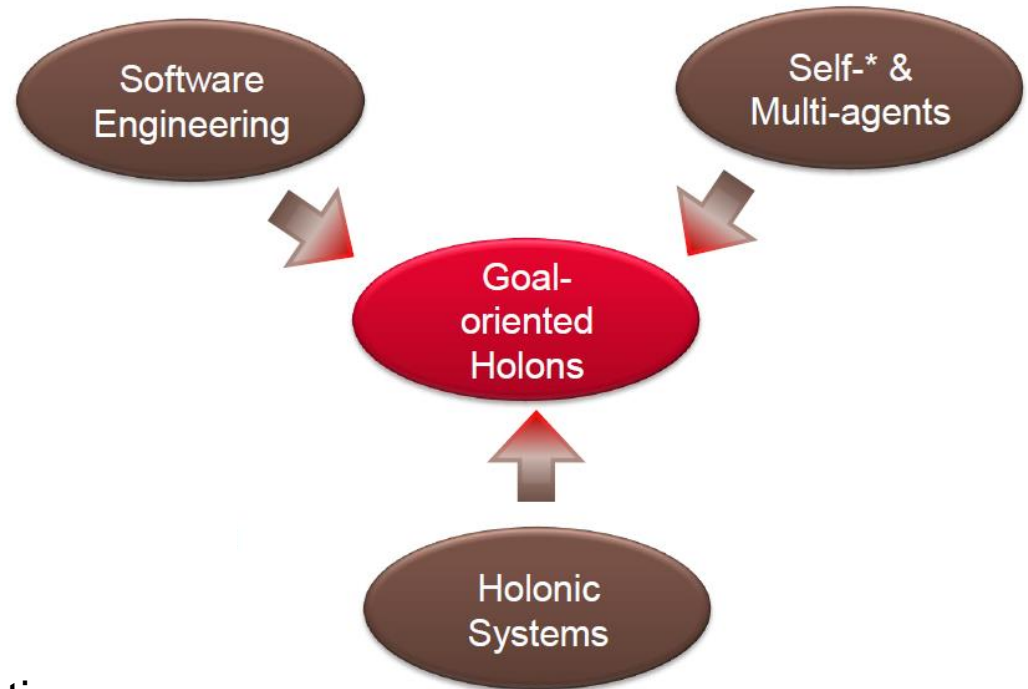 Software
Engineering
Self-* &
Multi-agents
Goal-
oriented
Holons
Holonic
Systems